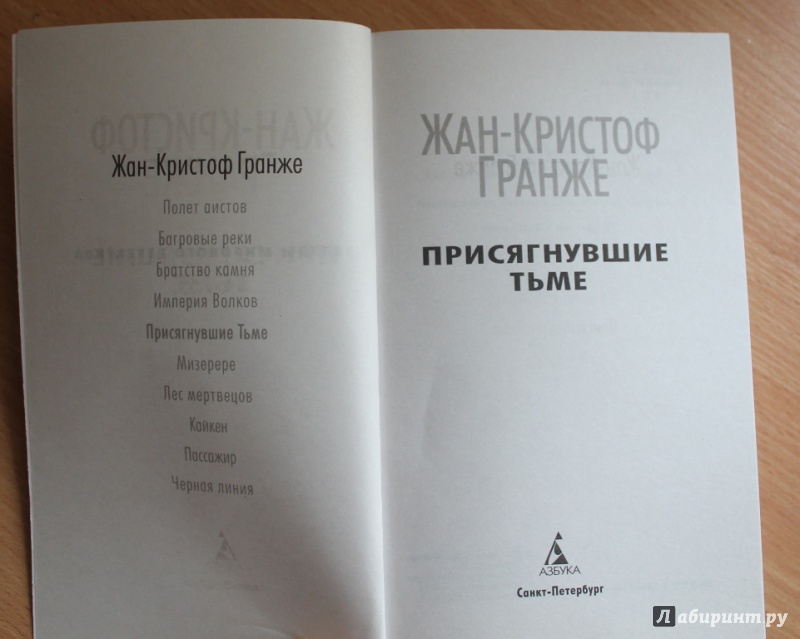 Жан-Кристоф Гранже
Полет аистов
Багровые реки
Братство камня
Империя Волков
Присягнувшие Тьме
Мизерере
Лес мертвецов
Кайкен
Пассажир
Черная линия
ЖАН-КРИСТОФ
ГРАНЖЕ
ПРИСЯГНУВШИЕ
ТЬМЕ
АЗБУКА
Санкт-Петербург
Лабиринт.ру